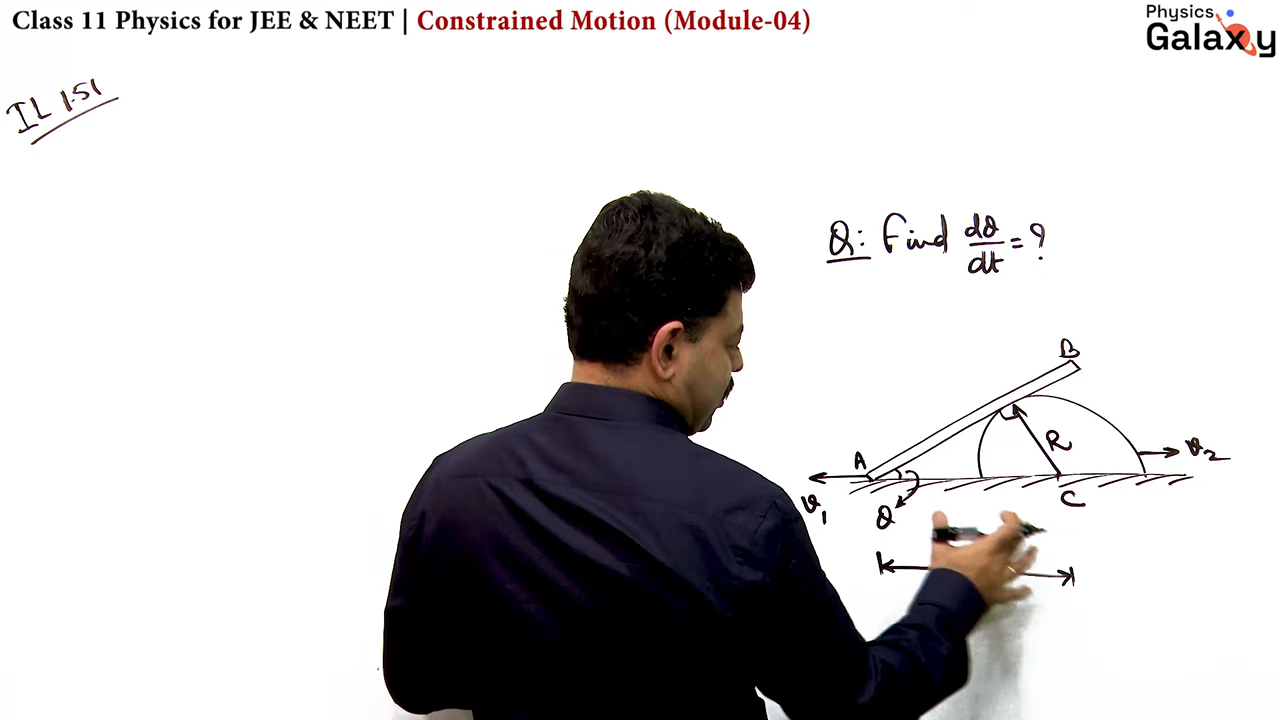 Class 11 Physics for JEE & NEET | Constrained Motion (Module-04)
Physics
Galaxy
IL 1.51
Q: Find dθ/dt = ?
B
A
R
v₂
v₁
θ
C